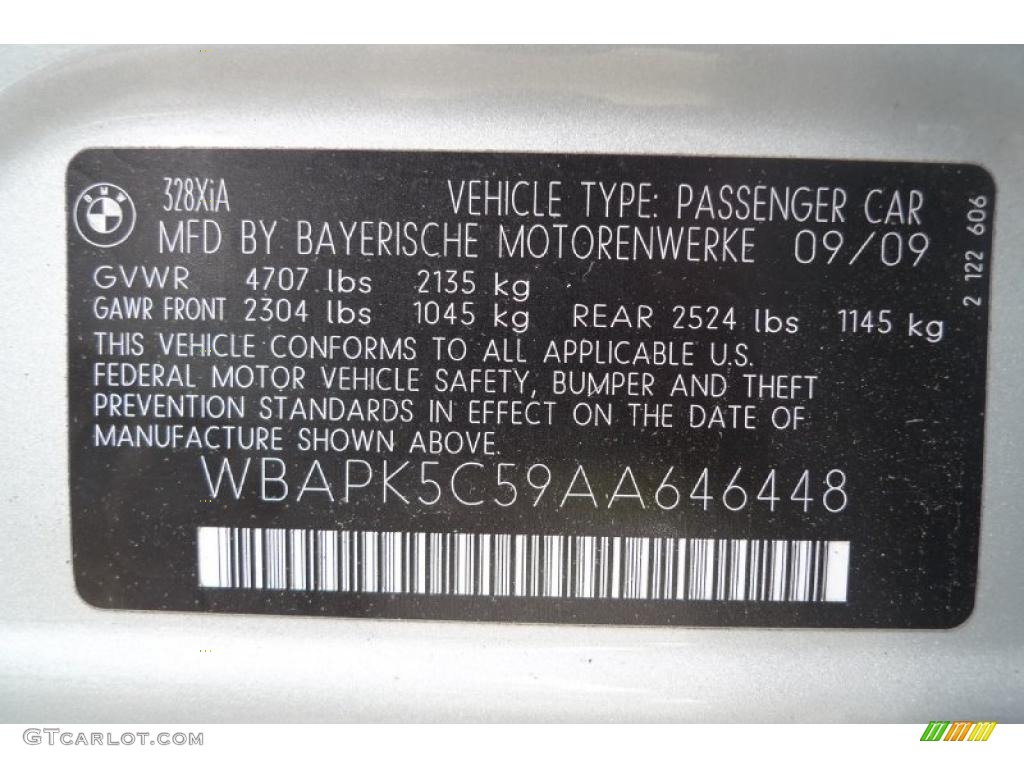 BMW
328XiA VEHICLE TYPE: PASSENGER CAR
MFD BY BAYERISCHE MOTORENWERKE 09/09
GVWR 4707 lbs 2135 kg
GAWR FRONT 2304 lbs 1045 kg REAR 2524 lbs 1145 kg
THIS VEHICLE CONFORMS TO ALL APPLICABLE U.S.
FEDERAL MOTOR VEHICLE SAFETY, BUMPER AND THEFT
PREVENTION STANDARDS IN EFFECT ON THE DATE OF
MANUFACTURE SHOWN ABOVE.
WBAPK5C59AA646448
2 122 606
GTCarLot.com